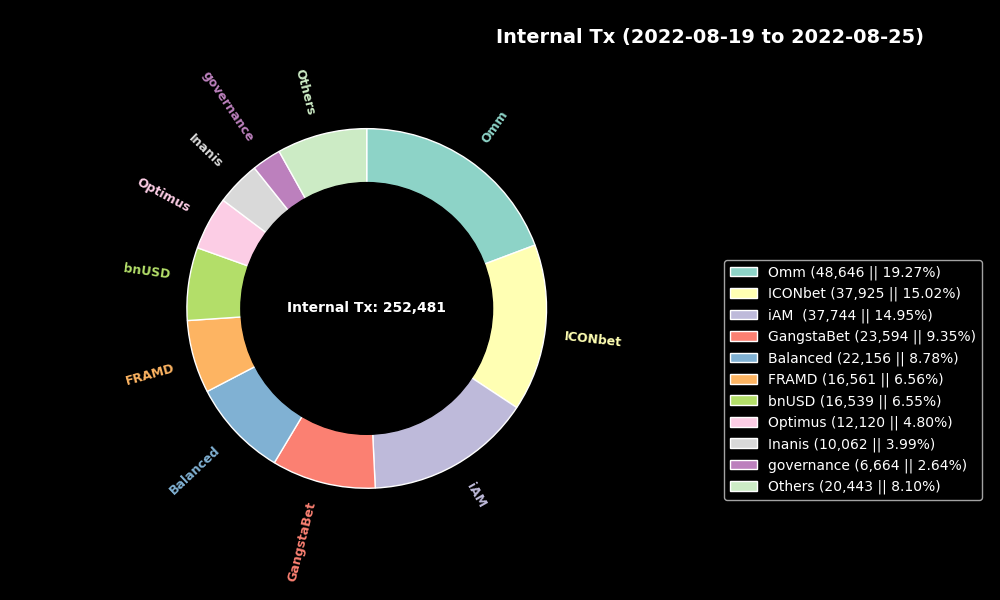 Internal Tx (2022-08-19 to 2022-08-25)
Others
governance
Omm
Inanis
Optimus
bnUSD
Internal Tx: 252,481
ICONbet
FRAMD
Balanced
iAM
GangstaBet
Omm (48,646 || 19.27%)
ICONbet (37,925 || 15.02%)
iAM  (37,744 || 14.95%)
GangstaBet (23,594 || 9.35%)
Balanced (22,156 || 8.78%)
FRAMD (16,561 || 6.56%)
bnUSD (16,539 || 6.55%)
Optimus (12,120 || 4.80%)
Inanis (10,062 || 3.99%)
governance (6,664 || 2.64%)
Others (20,443 || 8.10%)